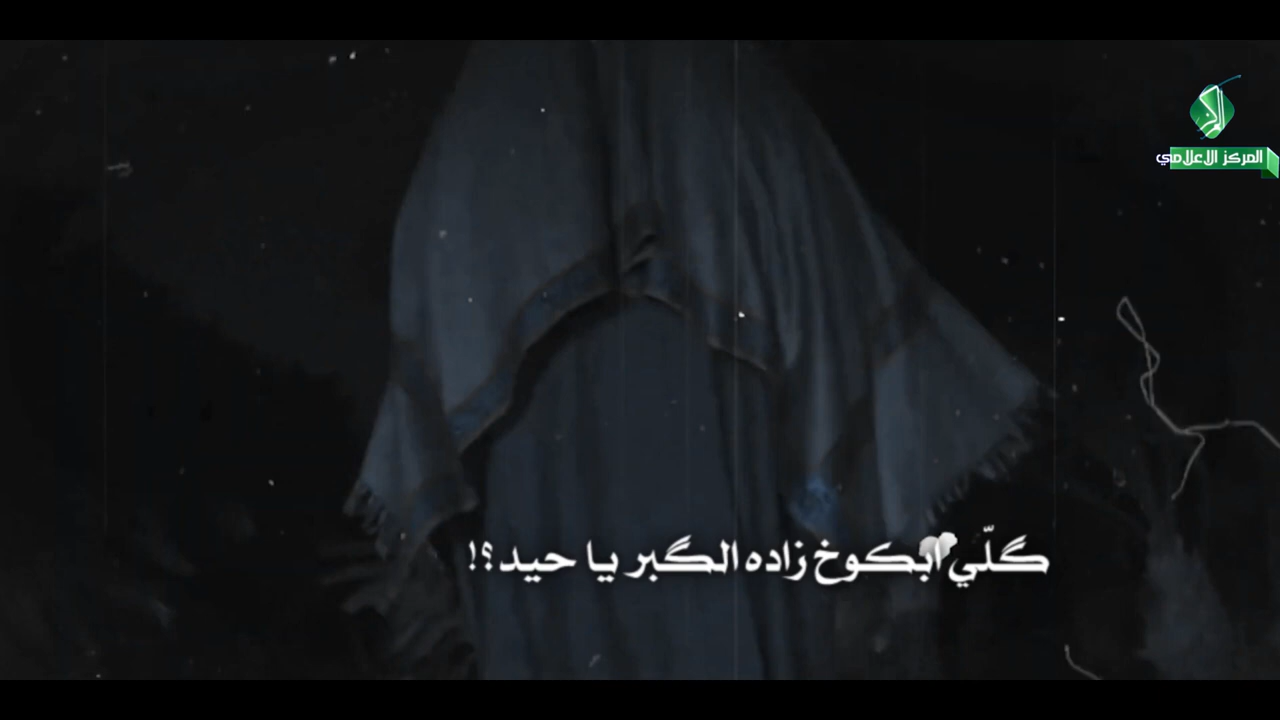 المركز الاعلامي
گلّي ابكوخ زاده الگبر يا حيد؟!